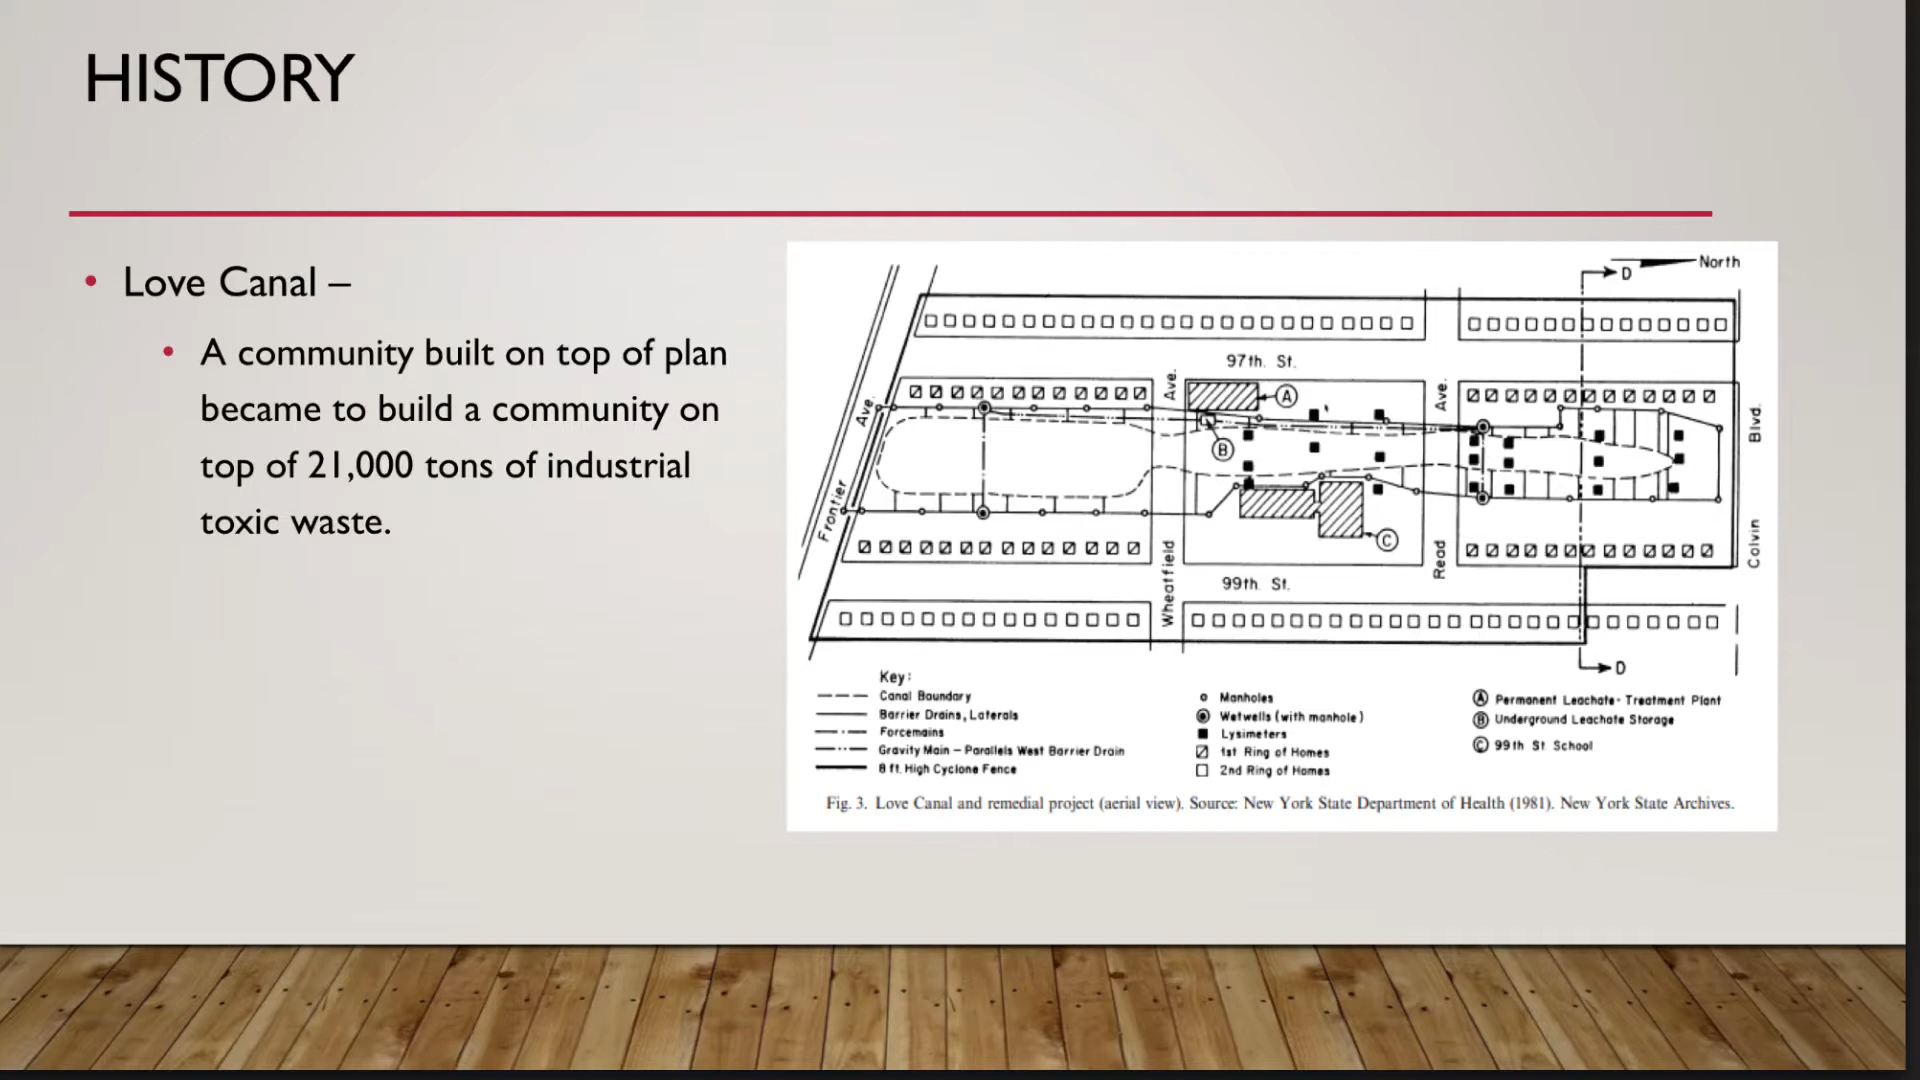 HISTORY
• Love Canal –
• A community built on top of plan
became to build a community on
top of 21,000 tons of industrial
toxic waste.
North
D
97th. St.
A
Ave.
Ave.
Ave.
Blvd.
B
Frontier
C
Wheatfield
Read
Colvin
99th. St.
D
Key:
Canal Boundary
Barrier Drains, Laterals
Forcemains
Gravity Main – Parallels West Barrier Drain
8 ft. High Cyclone Fence
Manholes
Wetwells (with manhole)
Lysimeters
1st Ring of Homes
2nd Ring of Homes
A Permanent Leachate-Treatment Plant
B Underground Leachate Storage
C 99th St. School
Fig. 3. Love Canal and remedial project (aerial view). Source: New York State Department of Health (1981). New York State Archives.